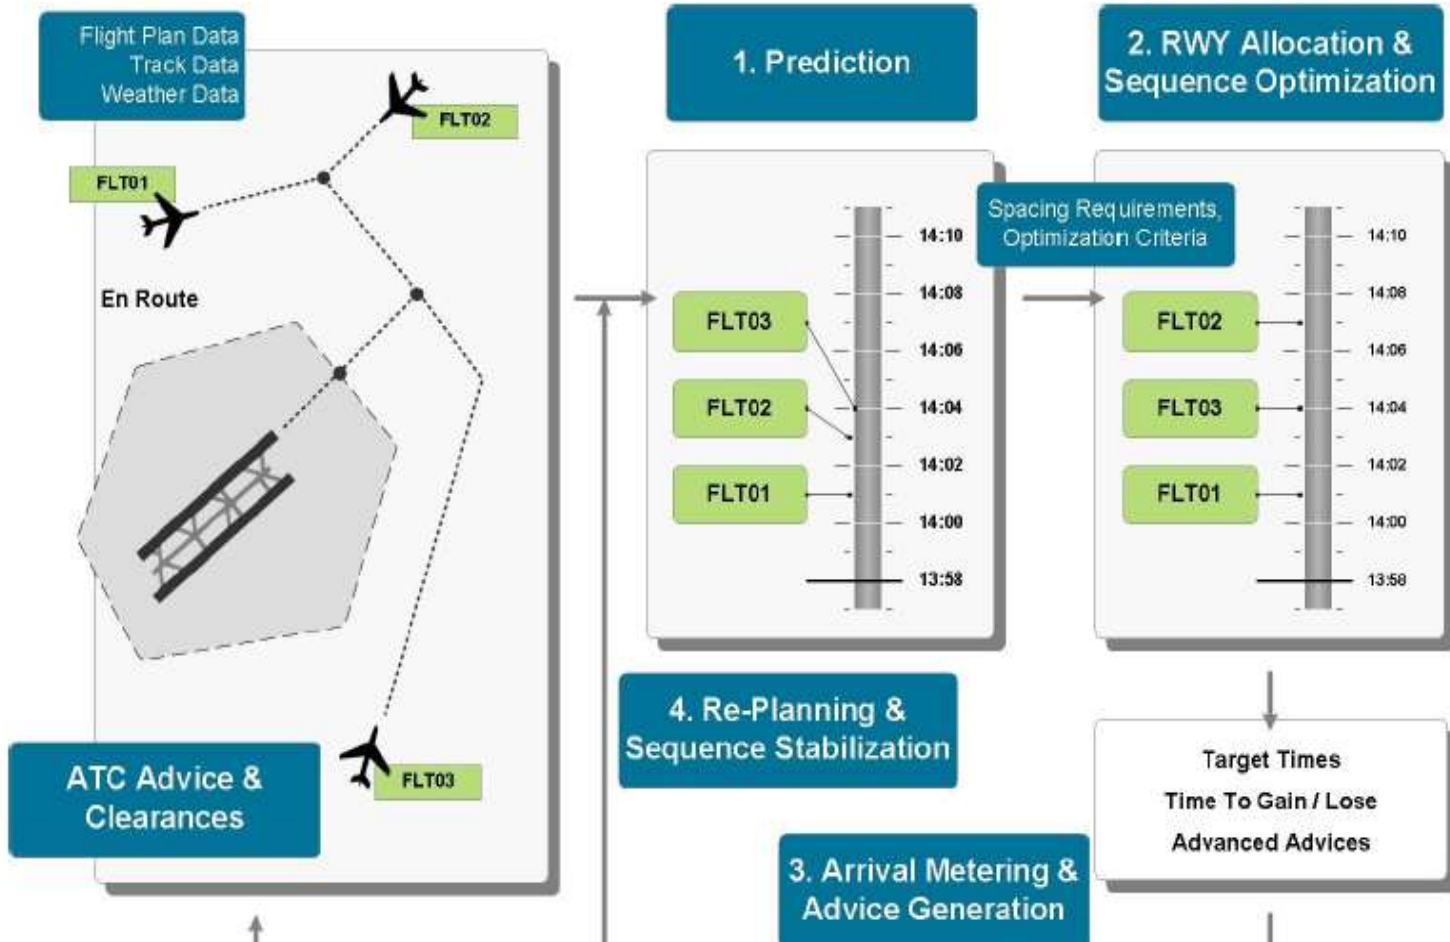 Flight Plan Data
Track Data
Weather Data
FLT02
FLT01
En Route
FLT03
ATC Advice &
Clearances
1. Prediction
14:10
14:08
FLT03
14:06
FLT02
14:04
14:02
FLT01
14:00
13:58
Spacing Requirements,
Optimization Criteria
2. RWY Allocation &
Sequence Optimization
14:10
14:08
FLT02
14:06
FLT03
14:04
14:02
FLT01
14:00
13:58
4. Re-Planning &
Sequence Stabilization
Target Times
Time To Gain / Lose
Advanced Advices
3. Arrival Metering &
Advice Generation